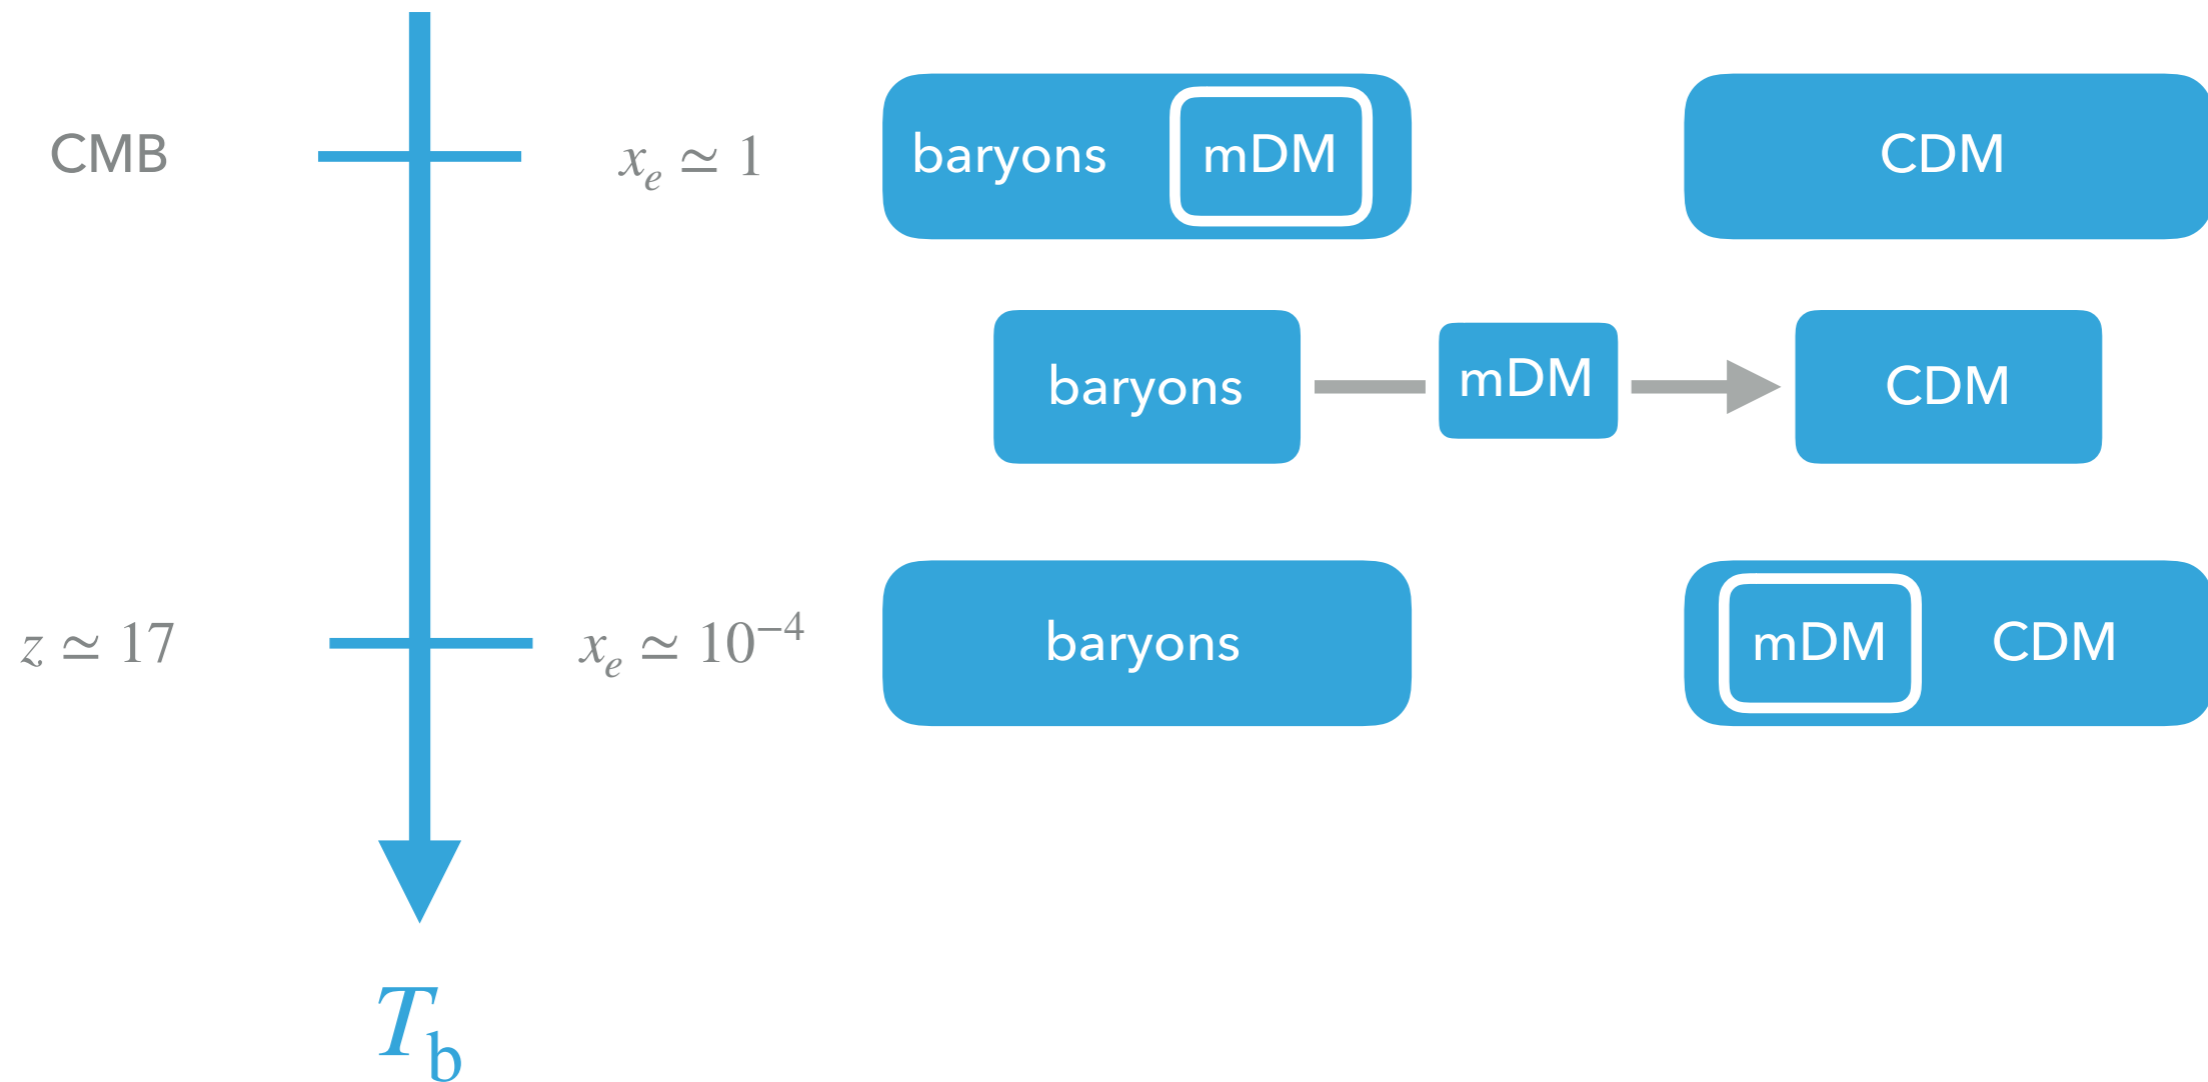 CMB x_e ≃ 1 baryons mDM CDM
baryons mDM CDM
z ≃ 17 x_e ≃ 10⁻⁴ baryons mDM CDM
T_b